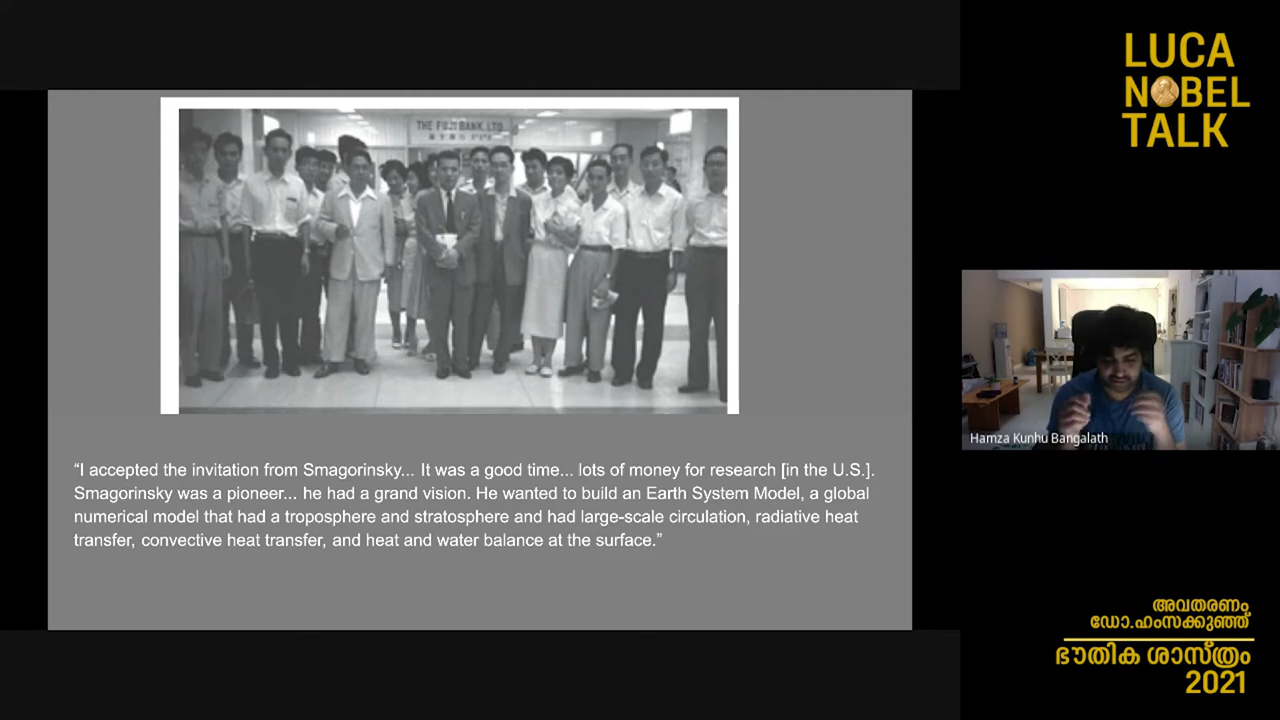 LUCA
NOBEL
TALK
THE FUJI BANK, LTD
“I accepted the invitation from Smagorinsky... It was a good time... lots of money for research [in the U.S.].
Smagorinsky was a pioneer... he had a grand vision. He wanted to build an Earth System Model, a global
numerical model that had a troposphere and stratosphere and had large-scale circulation, radiative heat
transfer, convective heat transfer, and heat and water balance at the surface.”
Hamza Kunhu Bangalath
അവതരണം
ഡോ.ഹംസക്കുഞ്ഞ്
ഭൗതിക ശാസ്ത്രം
2021